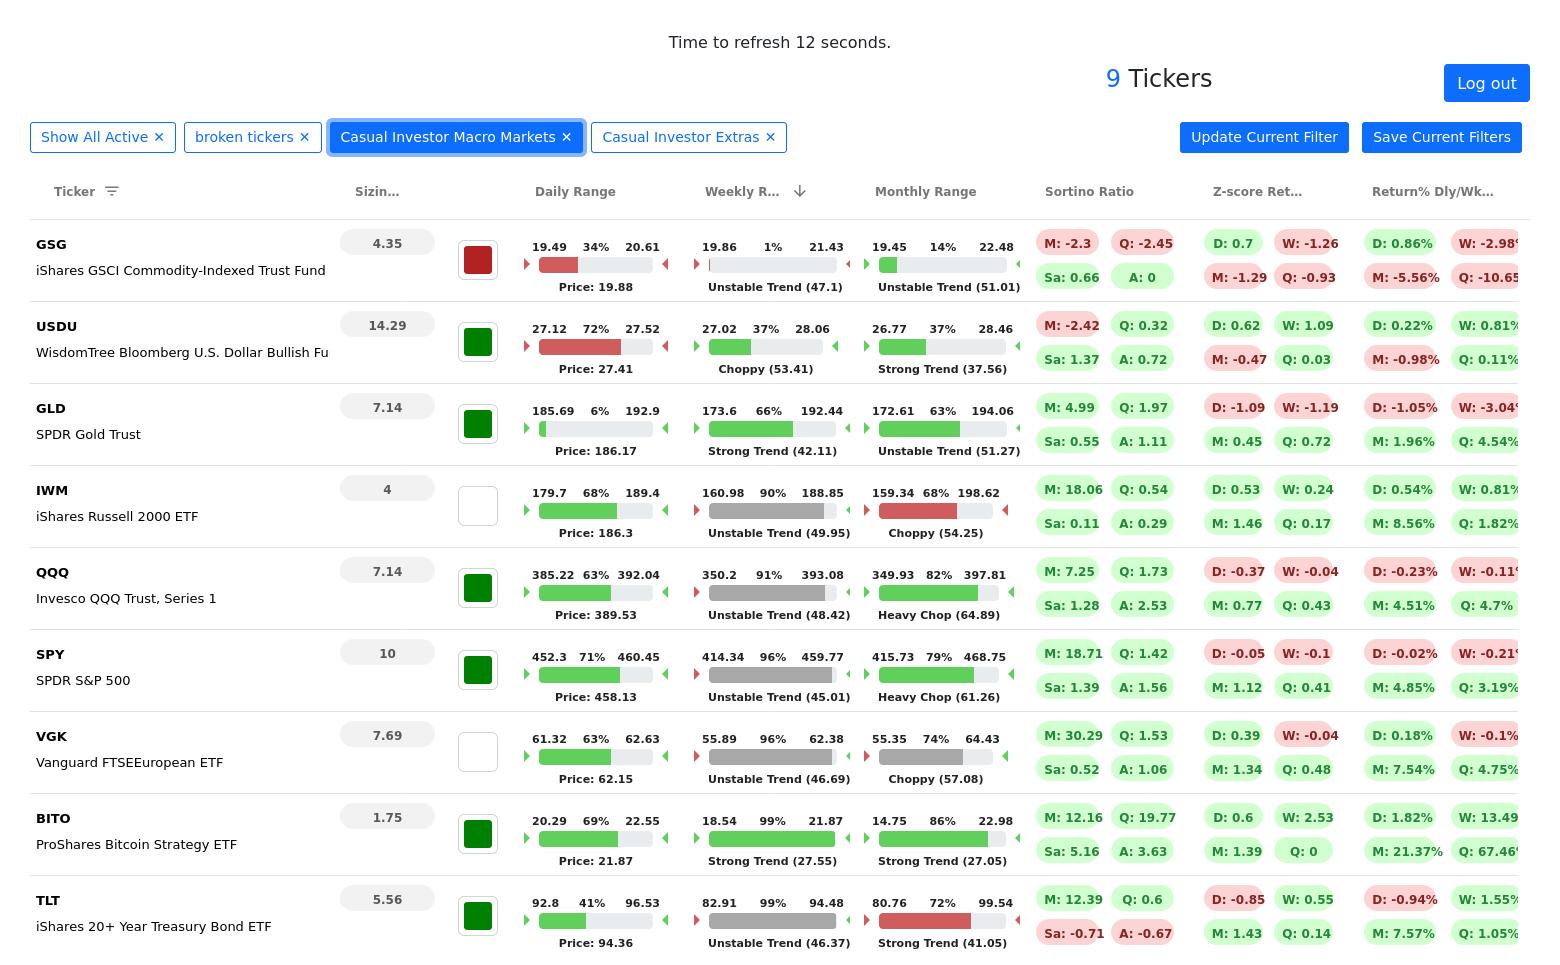 Time to refresh 12 seconds.
9 Tickers
Log out
Show All Active ✕ broken tickers ✕ Casual Investor Macro Markets ✕ Casual Investor Extras ✕ Update Current Filter Save Current Filters
Ticker Sizin... Daily Range Weekly R... Monthly Range Sortino Ratio Z-score Ret... Return% Dly/Wk...
GSG 4.35 19.49 34% 20.61 19.86 1% 21.43 19.45 14% 22.48 M: -2.3 Q: -2.45 D: 0.7 W: -1.26 D: 0.86% W: -2.98%
iShares GSCI Commodity-Indexed Trust Fund Sa: 0.66 A: 0 M: -1.29 Q: -0.93 M: -5.56% Q: -10.65
Price: 19.88 Unstable Trend (47.1) Unstable Trend (51.01)
USDU 14.29 27.12 72% 27.52 27.02 37% 28.06 26.77 37% 28.46 M: -2.42 Q: 0.32 D: 0.62 W: 1.09 D: 0.22% W: 0.81%
WisdomTree Bloomberg U.S. Dollar Bullish Fu Sa: 1.37 A: 0.72 M: -0.47 Q: 0.03 M: -0.98% Q: 0.11%
Price: 27.41 Choppy (53.41) Strong Trend (37.56)
GLD 7.14 185.69 6% 192.9 173.6 66% 192.44 172.61 63% 194.06 M: 4.99 Q: 1.97 D: -1.09 W: -1.19 D: -1.05% W: -3.04%
SPDR Gold Trust Sa: 0.55 A: 1.11 M: 0.45 Q: 0.72 M: 1.96% Q: 4.54%
Price: 186.17 Strong Trend (42.11) Unstable Trend (51.27)
IWM 4 179.7 68% 189.4 160.98 90% 188.85 159.34 68% 198.62 M: 18.06 Q: 0.54 D: 0.53 W: 0.24 D: 0.54% W: 0.81%
iShares Russell 2000 ETF Sa: 0.11 A: 0.29 M: 1.46 Q: 0.17 M: 8.56% Q: 1.82%
Price: 186.3 Unstable Trend (49.95) Choppy (54.25)
QQQ 7.14 385.22 63% 392.04 350.2 91% 393.08 349.93 82% 397.81 M: 7.25 Q: 1.73 D: -0.37 W: -0.04 D: -0.23% W: -0.11%
Invesco QQQ Trust, Series 1 Sa: 1.28 A: 2.53 M: 0.77 Q: 0.43 M: 4.51% Q: 4.7%
Price: 389.53 Unstable Trend (48.42) Heavy Chop (64.89)
SPY 10 452.3 71% 460.45 414.34 96% 459.77 415.73 79% 468.75 M: 18.71 Q: 1.42 D: -0.05 W: -0.1 D: -0.02% W: -0.21%
SPDR S&P 500 Sa: 1.39 A: 1.56 M: 1.12 Q: 0.41 M: 4.85% Q: 3.19%
Price: 458.13 Unstable Trend (45.01) Heavy Chop (61.26)
VGK 7.69 61.32 63% 62.63 55.89 96% 62.38 55.35 74% 64.43 M: 30.29 Q: 1.53 D: 0.39 W: -0.04 D: 0.18% W: -0.1%
Vanguard FTSEEuropean ETF Sa: 0.52 A: 1.06 M: 1.34 Q: 0.48 M: 7.54% Q: 4.75%
Price: 62.15 Unstable Trend (46.69) Choppy (57.08)
BITO 1.75 20.29 69% 22.55 18.54 99% 21.87 14.75 86% 22.98 M: 12.16 Q: 19.77 D: 0.6 W: 2.53 D: 1.82% W: 13.49
ProShares Bitcoin Strategy ETF Sa: 5.16 A: 3.63 M: 1.39 Q: 0 M: 21.37% Q: 67.46%
Price: 21.87 Strong Trend (27.55) Strong Trend (27.05)
TLT 5.56 92.8 41% 96.53 82.91 99% 94.48 80.76 72% 99.54 M: 12.39 Q: 0.6 D: -0.85 W: 0.55 D: -0.94% W: 1.55%
iShares 20+ Year Treasury Bond ETF Sa: -0.71 A: -0.67 M: 1.43 Q: 0.14 M: 7.57% Q: 1.05%
Price: 94.36 Unstable Trend (46.37) Strong Trend (41.05)